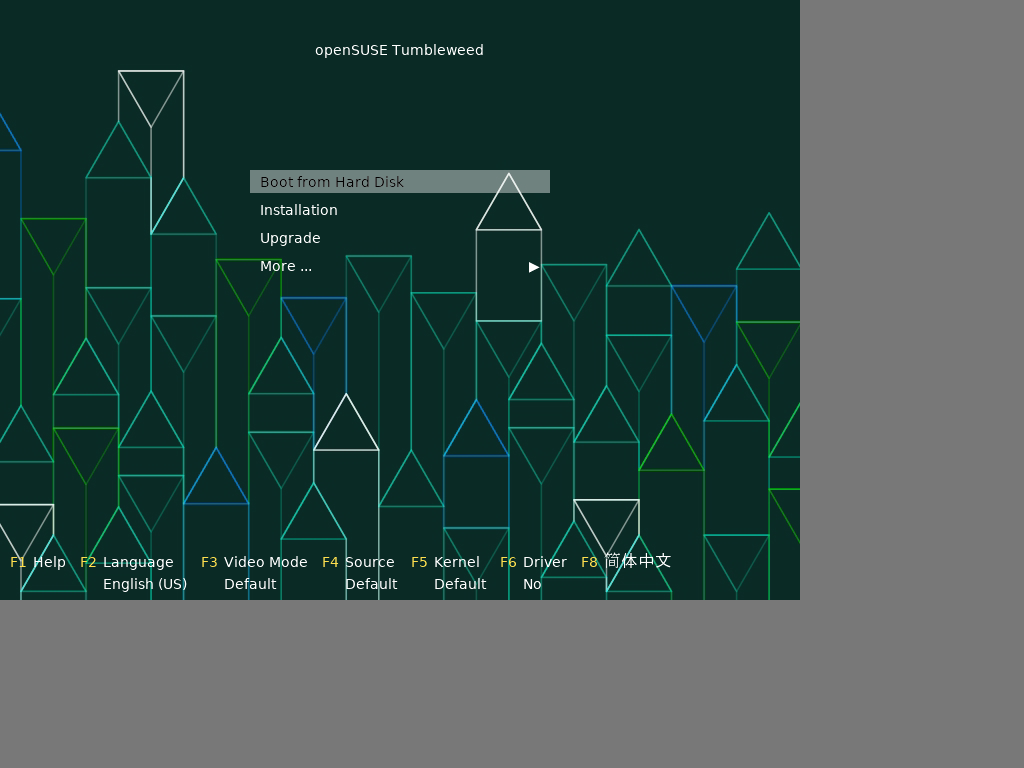 openSUSE Tumbleweed
Boot from Hard Disk
Installation
Upgrade
More ...
F1 Help F2 Language F3 Video Mode F4 Source F5 Kernel F6 Driver F8 简体中文
English (US) Default Default Default No